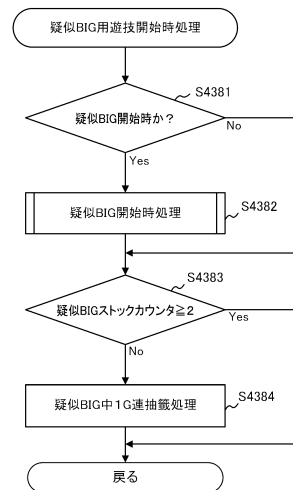 疑似BIG用遊技開始時処理
S4381
疑似BIG開始時か？
No
Yes
疑似BIG開始時処理
S4382
S4383
疑似BIGストックカウンタ≧2
Yes
No
疑似BIG中1G連抽籤処理
S4384
戻る